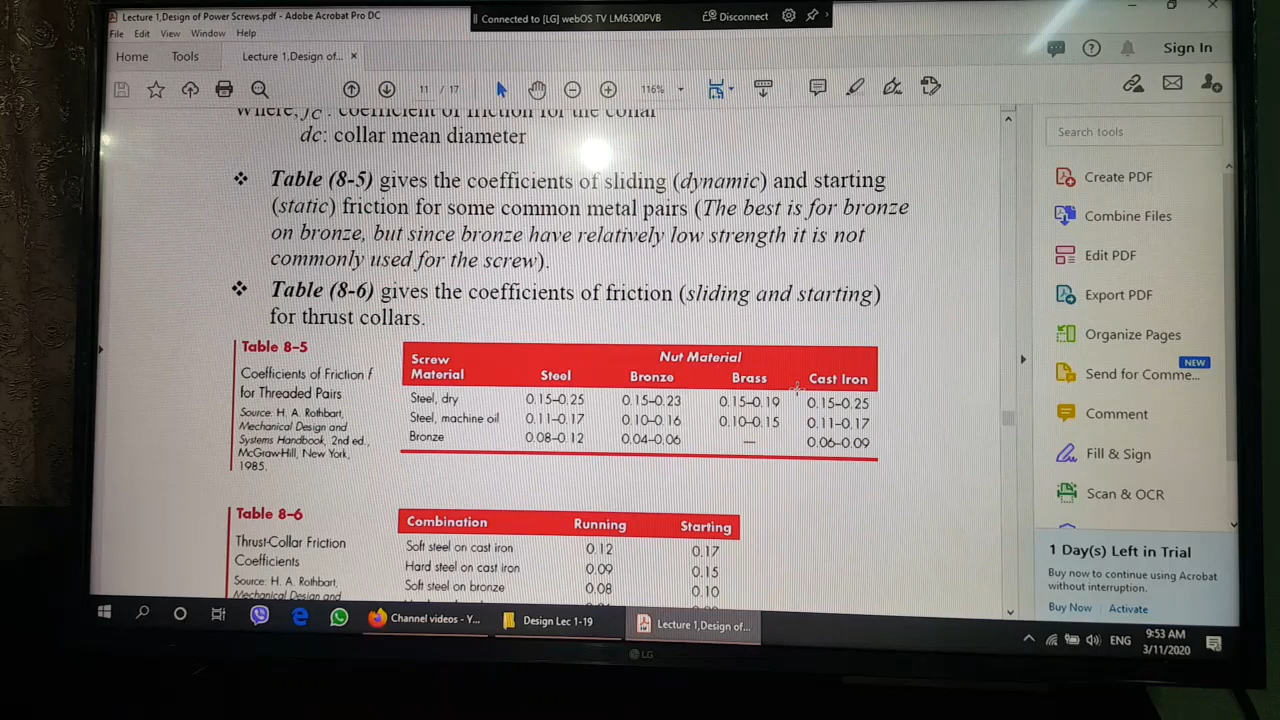 Lecture 1,Design of Power Screws.pdf - Adobe Acrobat Pro DC
Connected to [LG] webOS TV LM6300PVB
Disconnect
File Edit View Window Help
Home Tools Lecture 1,Design of... ×
Sign In
11 / 17
116%
dc: collar mean diameter
❖ Table (8-5) gives the coefficients of sliding (dynamic) and starting
(static) friction for some common metal pairs (The best is for bronze
on bronze, but since bronze have relatively low strength it is not
commonly used for the screw).
❖ Table (8-6) gives the coefficients of friction (sliding and starting)
for thrust collars.
Table 8–5
Coefficients of Friction f
for Threaded Pairs
Source: H. A. Rothbart,
Mechanical Design and
Systems Handbook, 2nd ed.,
McGraw-Hill, New York,
1985.
Screw Material
Nut Material
Steel Bronze Brass Cast Iron
Steel, dry 0.15–0.25 0.15–0.23 0.15–0.19 0.15–0.25
Steel, machine oil 0.11–0.17 0.10–0.16 0.10–0.15 0.11–0.17
Bronze 0.08–0.12 0.04–0.06 — 0.06–0.09
Table 8–6
Thrust-Collar Friction
Coefficients
Source: H. A. Rothbart,
Mechanical Design and
Combination Running Starting
Soft steel on cast iron 0.12 0.17
Hard steel on cast iron 0.09 0.15
Soft steel on bronze 0.08 0.10
Search tools
Create PDF
Combine Files
Edit PDF
Export PDF
Organize Pages
NEW
Send for Comme...
Comment
Fill & Sign
Scan & OCR
1 Day(s) Left in Trial
Buy now to continue using Acrobat
without interruption.
Buy Now Activate
Channel videos - Y...
Design Lec 1-19
Lecture 1,Design of...
ENG
9:53 AM
3/11/2020
LG